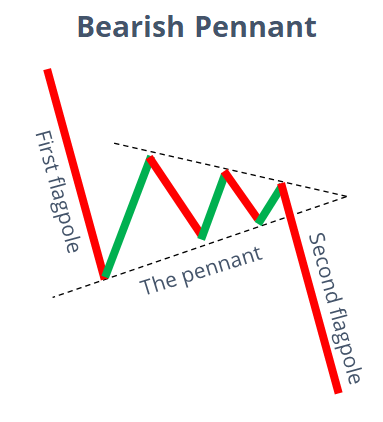 Bearish Pennant
First flagpole
The pennant
Second flagpole